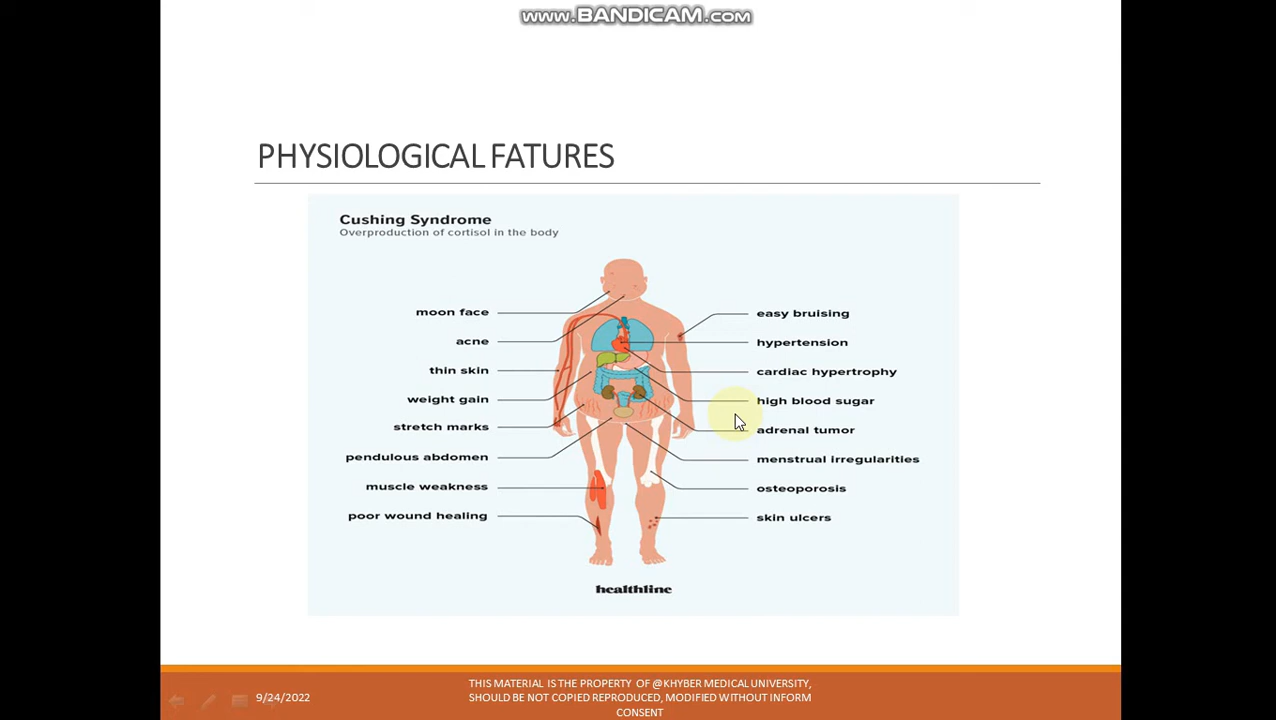 www.BANDICAM.com
PHYSIOLOGICAL FATURES
Cushing Syndrome
Overproduction of cortisol in the body
moon face
acne
thin skin
weight gain
stretch marks
pendulous abdomen
muscle weakness
poor wound healing
easy bruising
hypertension
cardiac hypertrophy
high blood sugar
adrenal tumor
menstrual irregularities
osteoporosis
skin ulcers
healthline
9/24/2022
THIS MATERIAL IS THE PROPERTY OF @KHYBER MEDICAL UNIVERSITY,
SHOULD BE NOT COPIED REPRODUCED, MODIFIED WITHOUT INFORM
CONSENT